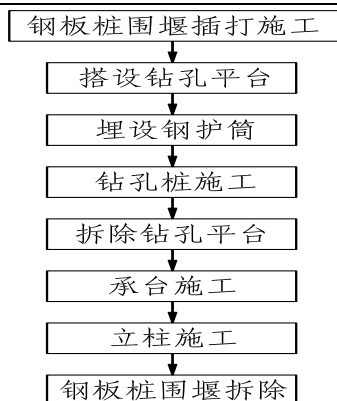 钢板桩围堰插打施工
搭设钻孔平台
埋设钢护筒
钻孔桩施工
拆除钻孔平台
承台施工
立柱施工
钢板桩围堰拆除